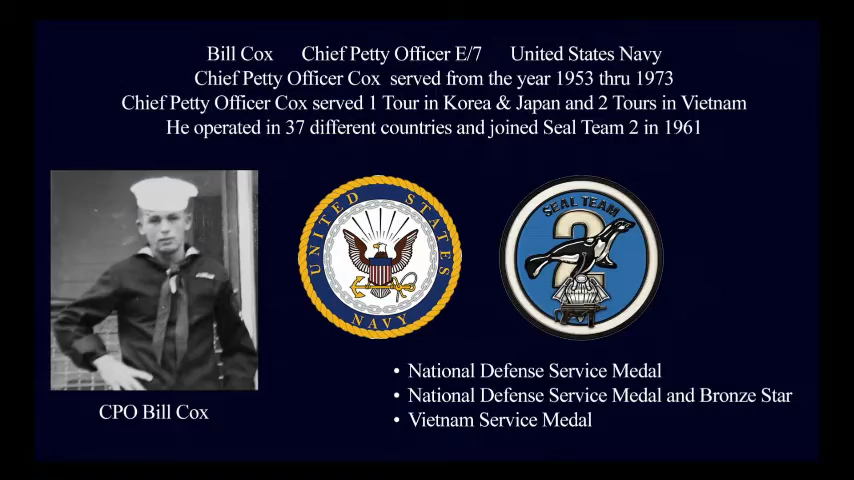 Bill Cox Chief Petty Officer E/7 United States Navy
Chief Petty Officer Cox served from the year 1953 thru 1973
Chief Petty Officer Cox served 1 Tour in Korea & Japan and 2 Tours in Vietnam
He operated in 37 different countries and joined Seal Team 2 in 1961
UNITED STATES
NAVY
SEAL TEAM
2
CPO Bill Cox
• National Defense Service Medal
• National Defense Service Medal and Bronze Star
• Vietnam Service Medal